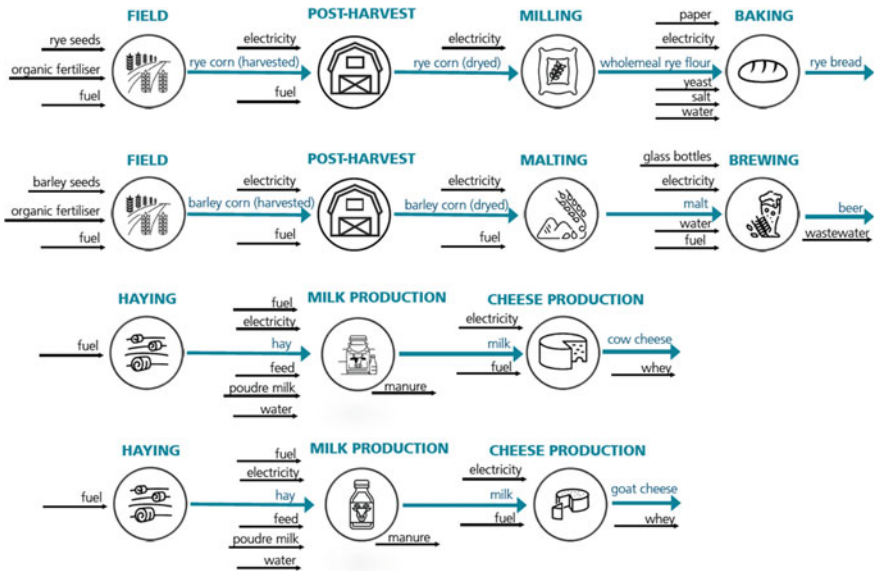 FIELD
POST-HARVEST
MILLING
BAKING
rye seeds
organic fertiliser
fuel
electricity
rye corn (harvested)
fuel
electricity
rye corn (dryed)
wholemeal rye flour
paper
electricity
yeast
salt
water
rye bread
FIELD
POST-HARVEST
MALTING
BREWING
barley seeds
organic fertiliser
fuel
electricity
barley corn (harvested)
fuel
electricity
barley corn (dryed)
fuel
glass bottles
electricity
malt
water
fuel
beer
wastewater
HAYING
MILK PRODUCTION
CHEESE PRODUCTION
fuel
fuel
electricity
hay
feed
poudre milk
water
manure
electricity
milk
fuel
cow cheese
whey
HAYING
MILK PRODUCTION
CHEESE PRODUCTION
fuel
fuel
electricity
hay
feed
poudre milk
water
manure
electricity
milk
fuel
goat cheese
whey